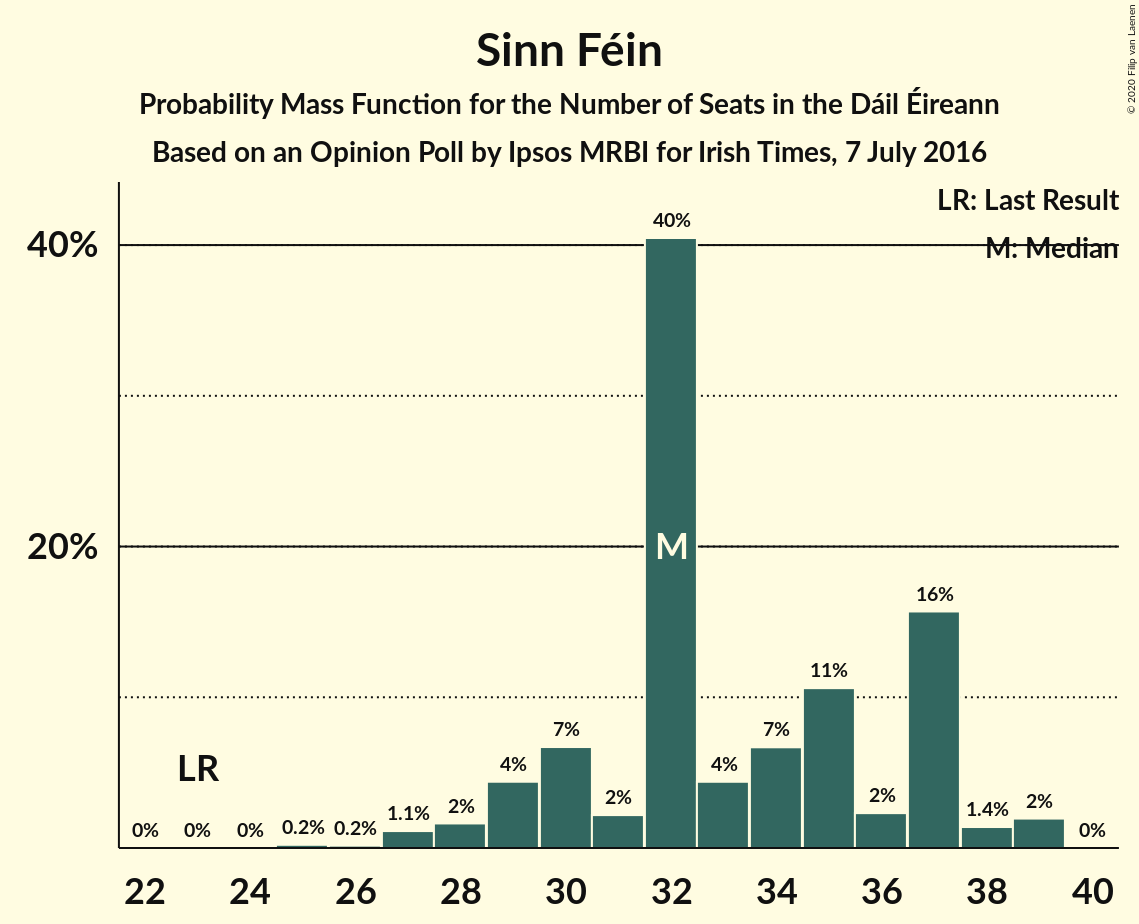 Sinn Féin
Probability Mass Function for the Number of Seats in the Dáil Éireann
Based on an Opinion Poll by Ipsos MRBI for Irish Times, 7 July 2016
© 2020 Filip van Laenen
LR: Last Result
M: Median
40%
20%
40%
M
16%
11%
7%
7%
4%
4%
LR
2%
2%
2%
2%
1.1%
1.4%
0%
0%
0%
0.2%
0.2%
0%
22 24 26 28 30 32 34 36 38 40